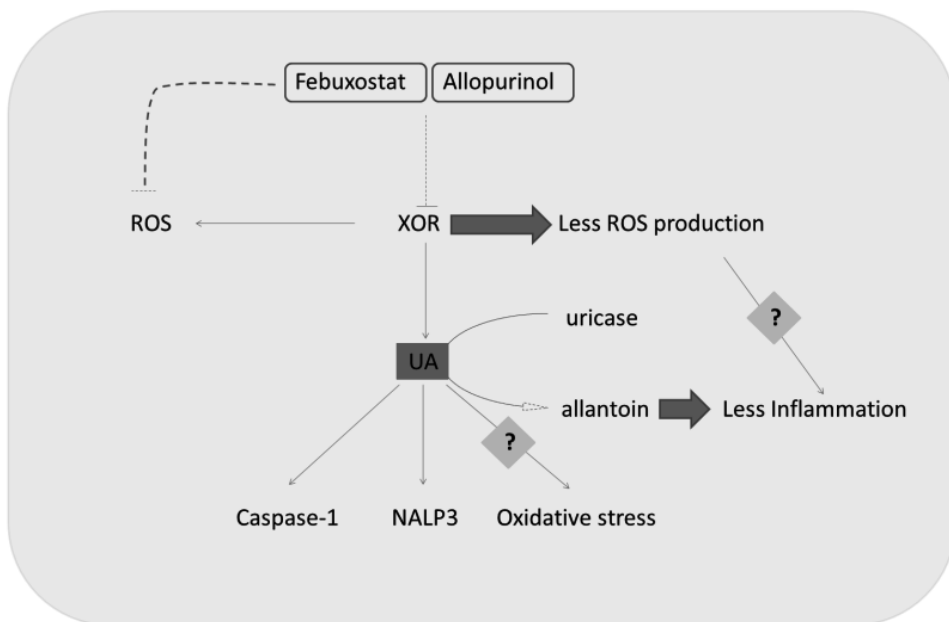 Febuxostat Allopurinol
ROS XOR Less ROS production
?
uricase
UA
allantoin Less Inflammation
?
Caspase-1 NALP3 Oxidative stress